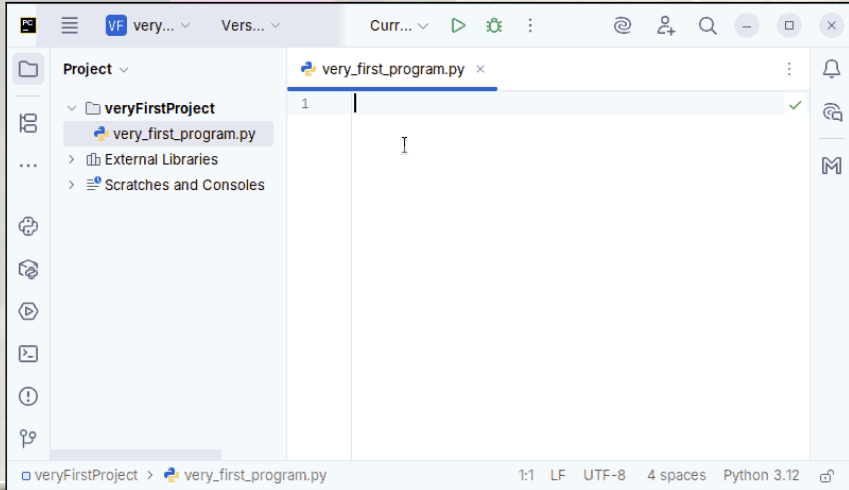 PC
VF very... Vers... Curr...
Project
very_first_program.py
veryFirstProject
very_first_program.py
External Libraries
Scratches and Consoles
1
veryFirstProject > very_first_program.py 1:1 LF UTF-8 4 spaces Python 3.12